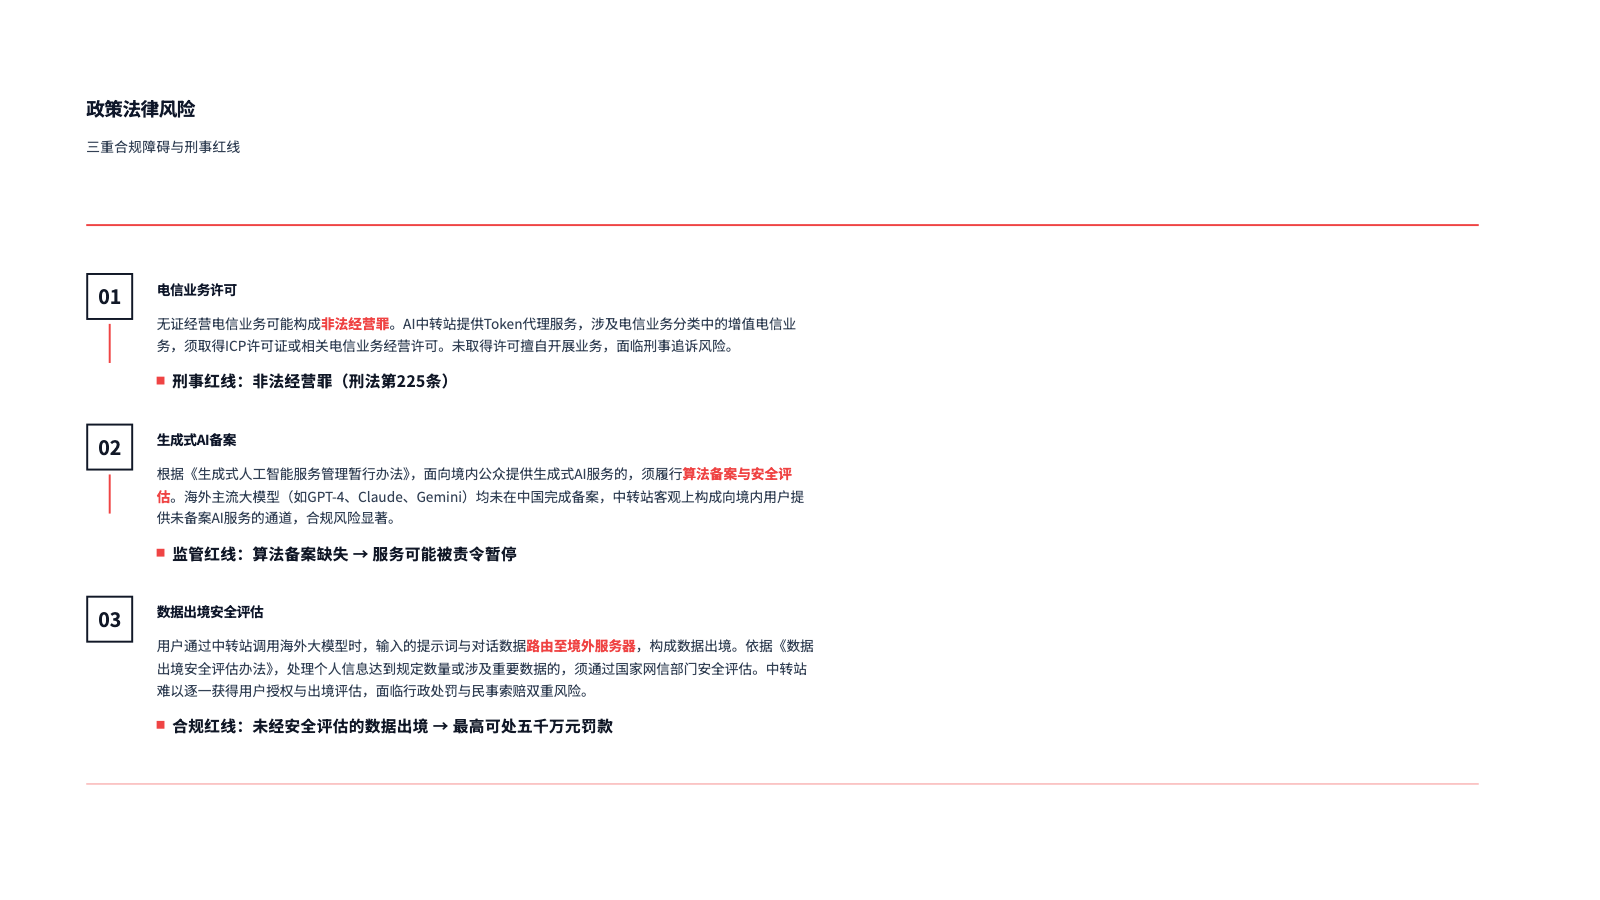 政策法律风险
三重合规障碍与刑事红线
01
电信业务许可
无证经营电信业务可能构成非法经营罪。AI中转站提供Token代理服务，涉及电信业务分类中的增值电信业
务，须取得ICP许可证或相关电信业务经营许可。未取得许可擅自开展业务，面临刑事追诉风险。
刑事红线：非法经营罪（刑法第225条）
02
生成式AI备案
根据《生成式人工智能服务管理暂行办法》，面向境内公众提供生成式AI服务的，须履行算法备案与安全评
估。海外主流大模型（如GPT-4、Claude、Gemini）均未在中国完成备案，中转站客观上构成向境内用户提
供未备案AI服务的通道，合规风险显著。
监管红线：算法备案缺失 → 服务可能被责令暂停
03
数据出境安全评估
用户通过中转站调用海外大模型时，输入的提示词与对话数据路由至境外服务器，构成数据出境。依据《数据
出境安全评估办法》，处理个人信息达到规定数量或涉及重要数据的，须通过国家网信部门安全评估。中转站
难以逐一获得用户授权与出境评估，面临行政处罚与民事索赔双重风险。
合规红线：未经安全评估的数据出境 → 最高可处五千万元罚款